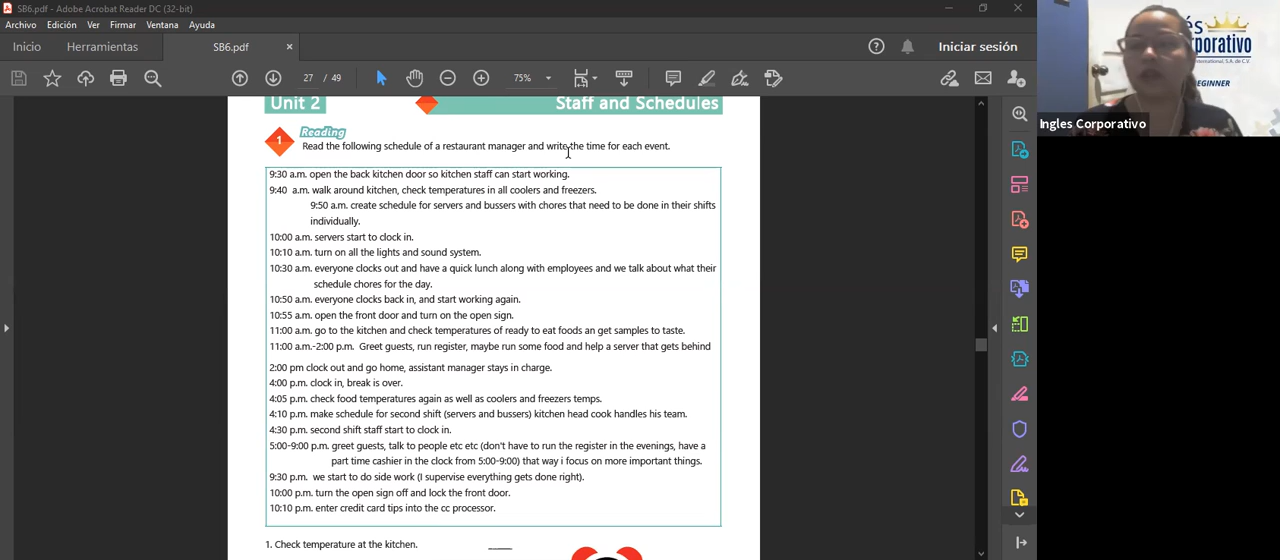 SB6.pdf - Adobe Acrobat Reader DC (32-bit)
Archivo Edición Ver Firmar Ventana Ayuda
Inicio Herramientas SB6.pdf × Iniciar sesión
27 / 49 75%
és
rporativo
International, S.A. de C.V.
BEGINNER
Ingles Corporativo
Unit 2 Staff and Schedules
1 Reading
Read the following schedule of a restaurant manager and write the time for each event.
9:30 a.m. open the back kitchen door so kitchen staff can start working.
9:40 a.m. walk around kitchen, check temperatures in all coolers and freezers.
9:50 a.m. create schedule for servers and bussers with chores that need to be done in their shifts
individually.
10:00 a.m. servers start to clock in.
10:10 a.m. turn on all the lights and sound system.
10:30 a.m. everyone clocks out and have a quick lunch along with employees and we talk about what their
schedule chores for the day.
10:50 a.m. everyone clocks back in, and start working again.
10:55 a.m. open the front door and turn on the open sign.
11:00 a.m. go to the kitchen and check temperatures of ready to eat foods an get samples to taste.
11:00 a.m.-2:00 p.m. Greet guests, run register, maybe run some food and help a server that gets behind
2:00 pm clock out and go home, assistant manager stays in charge.
4:00 p.m. clock in, break is over.
4:05 p.m. check food temperatures again as well as coolers and freezers temps.
4:10 p.m. make schedule for second shift (servers and bussers) kitchen head cook handles his team.
4:30 p.m. second shift staff start to clock in.
5:00-9:00 p.m. greet guests, talk to people etc etc (don't have to run the register in the evenings, have a
part time cashier in the clock from 5:00-9:00) that way i focus on more important things.
9:30 p.m. we start to do side work (I supervise everything gets done right).
10:00 p.m. turn the open sign off and lock the front door.
10:10 p.m. enter credit card tips into the cc processor.
1. Check temperature at the kitchen.